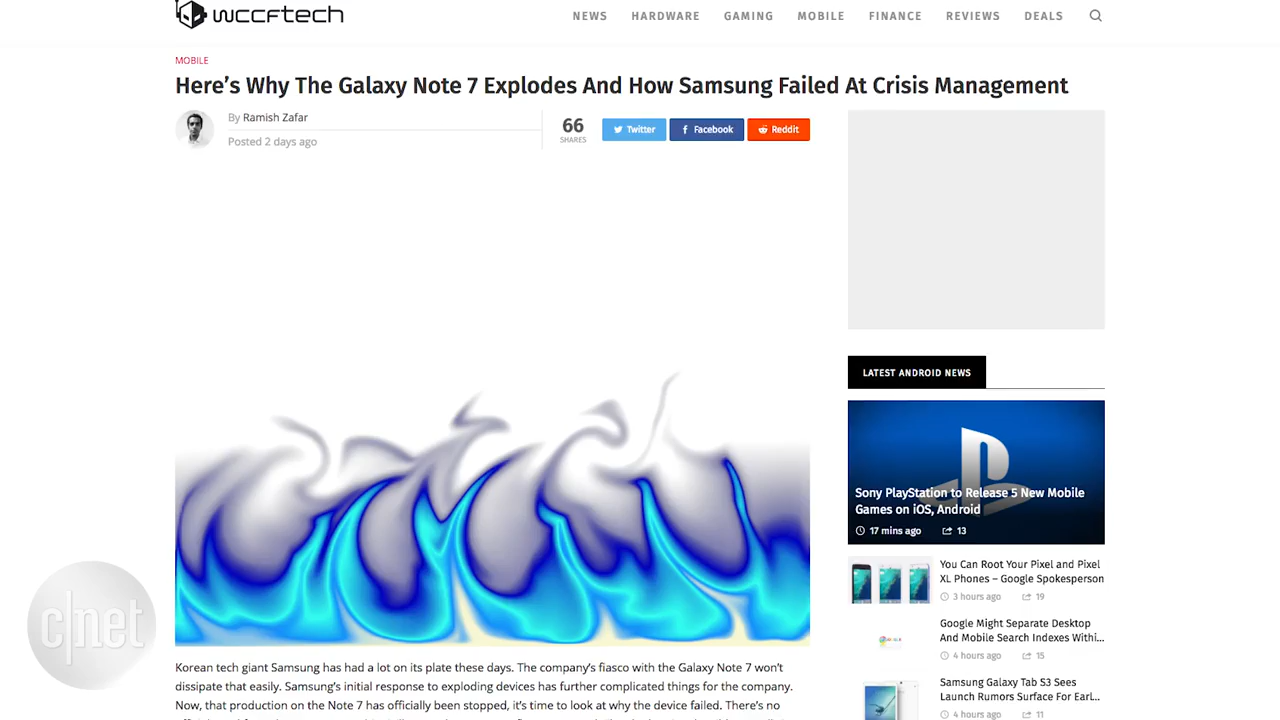 wccftech
NEWS HARDWARE GAMING MOBILE FINANCE REVIEWS DEALS
MOBILE
Here’s Why The Galaxy Note 7 Explodes And How Samsung Failed At Crisis Management
By Ramish Zafar
Posted 2 days ago
66
SHARES
Twitter
Facebook
Reddit
LATEST ANDROID NEWS
Sony PlayStation to Release 5 New Mobile
Games on iOS, Android
17 mins ago 13
You Can Root Your Pixel and Pixel
XL Phones – Google Spokesperson
3 hours ago 19
Google Might Separate Desktop
And Mobile Search Indexes Withi...
4 hours ago 15
Samsung Galaxy Tab S3 Sees
Launch Rumors Surface For Earl...
4 hours ago 11
Korean tech giant Samsung has had a lot on its plate these days. The company’s fiasco with the Galaxy Note 7 won’t
dissipate that easily. Samsung’s initial response to exploding devices has further complicated things for the company.
Now, that production on the Note 7 has officially been stopped, it’s time to look at why the device failed. There’s no
c|net